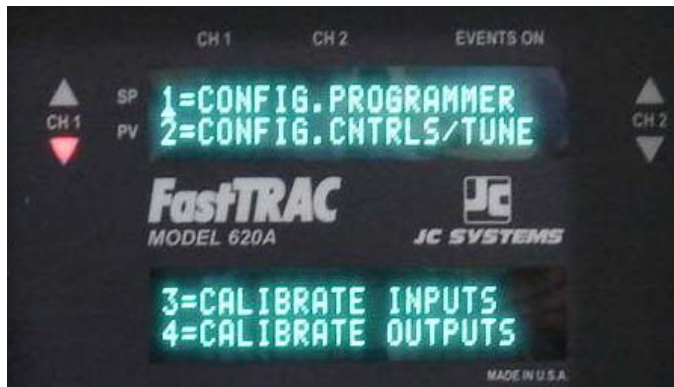 CH 1 CH 2 EVENTS ON
SP 1=CONFIG.PROGRAMMER
CH 1 CH 2
PV 2=CONFIG.CNTRLS/TUNE
FastTRAC JC
MODEL 620A JC SYSTEMS
3=CALIBRATE INPUTS
4=CALIBRATE OUTPUTS
MADE IN U.S.A.